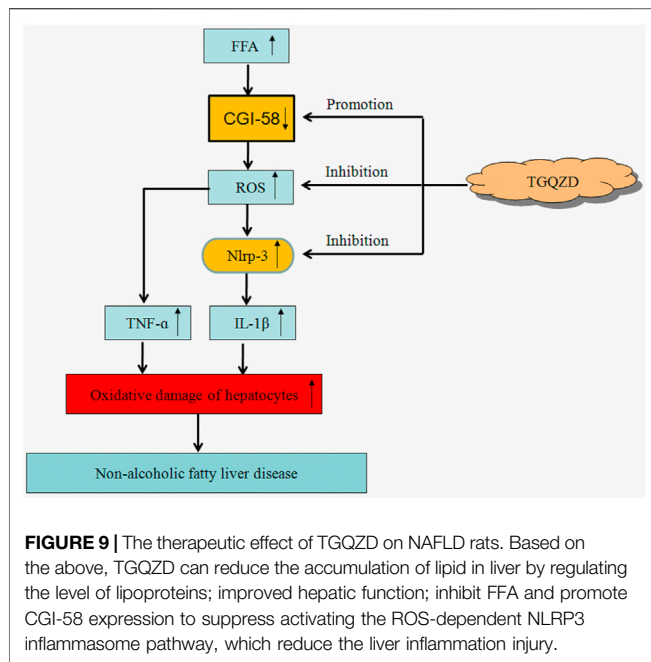 FFA
CGI-58
Promotion
ROS
Inhibition
TGQZD
Nlrp-3
Inhibition
TNF-α
IL-1β
Oxidative damage of hepatocytes
Non-alcoholic fatty liver disease
FIGURE 9 | The therapeutic effect of TGQZD on NAFLD rats. Based on
the above, TGQZD can reduce the accumulation of lipid in liver by regulating
the level of lipoproteins; improved hepatic function; inhibit FFA and promote
CGI-58 expression to suppress activating the ROS-dependent NLRP3
inflammasome pathway, which reduce the liver inflammation injury.